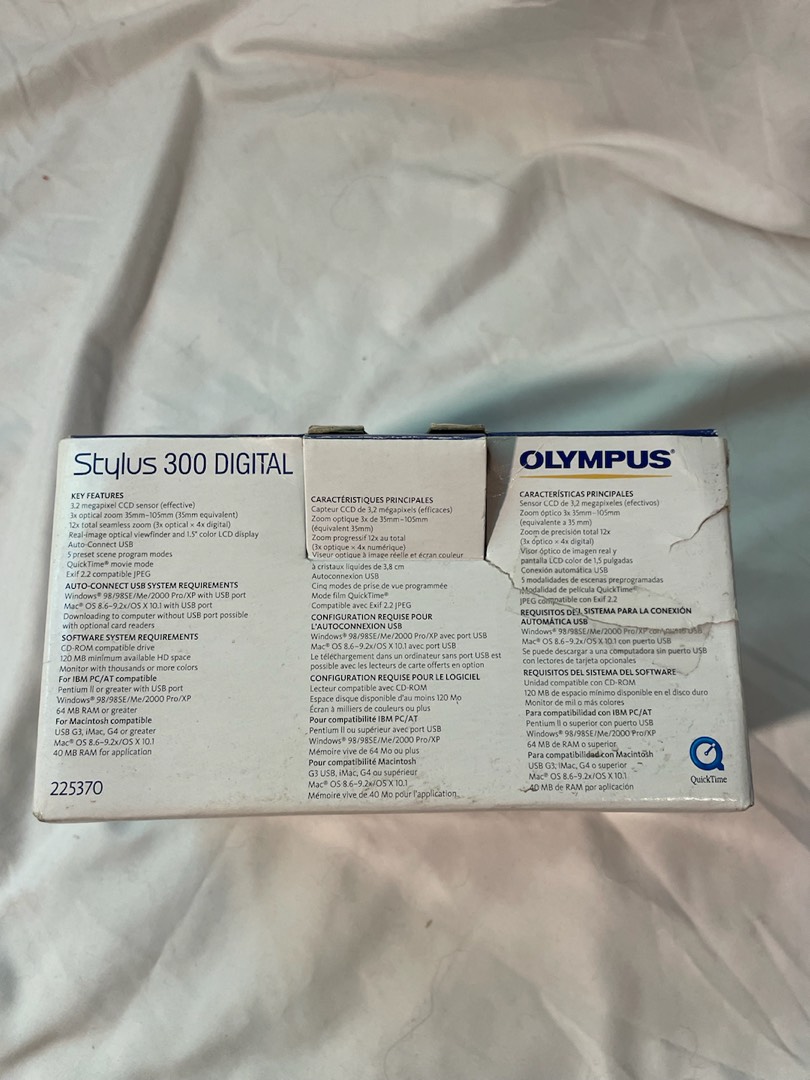 Stylus 300 DIGITAL
KEY FEATURES
3.2 megapixel CCD sensor (effective)
3x optical zoom 35mm–105mm (35mm equivalent)
12x total seamless zoom (3x optical × 4x digital)
Real-image optical viewfinder and 1.5" color LCD display
Auto-Connect USB
5 preset scene program modes
QuickTime® movie mode
Exif 2.2 compatible JPEG
AUTO-CONNECT USB SYSTEM REQUIREMENTS
Windows® 98/98SE/Me/2000 Pro/XP with USB port
Mac® OS 8.6–9.2x/OS X 10.1 with USB port
Downloading to computer without USB port possible
with optional card readers
SOFTWARE SYSTEM REQUIREMENTS
CD-ROM compatible drive
120 MB minimum available HD space
Monitor with thousands or more colors
For IBM PC/AT compatible
Pentium II or greater with USB port
Windows® 98/98SE/Me/2000 Pro/XP
64 MB RAM or greater
For Macintosh compatible
USB G3, iMac, G4 or greater
Mac® OS 8.6–9.2x/OS X 10.1
40 MB RAM for application
225370
CARACTÉRISTIQUES PRINCIPALES
Capteur CCD de 3,2 mégapixels (efficaces)
Zoom optique 3x de 35mm–105mm
(équivalent 35mm)
Zoom progressif 12x au total
(3x optique × 4x numérique)
Viseur optique à image réelle et écran couleur
à cristaux liquides de 3,8 cm
Autoconnexion USB
Cinq modes de prise de vue programmée
Mode film QuickTime®
Compatible avec Exif 2.2 JPEG
CONFIGURATION REQUISE POUR
L'AUTOCONNEXION USB
Windows® 98/98SE/Me/2000 Pro/XP avec port USB
Mac® OS 8.6–9.2x/OS X 10.1 avec port USB
Le téléchargement dans un ordinateur sans port USB est
possible avec les lecteurs de carte offerts en option
CONFIGURATION REQUISE POUR LE LOGICIEL
Lecteur compatible avec CD-ROM
Espace disque disponible d'au moins 120 Mo
Écran à milliers de couleurs ou plus
Pour compatibilité IBM PC/AT
Pentium II ou supérieur avec port USB
Windows® 98/98SE/Me/2000 Pro/XP
Mémoire vive de 64 Mo ou plus
Pour compatibilité Macintosh
G3 USB, iMac, G4 ou supérieur
Mac® OS 8.6–9.2x/OS X 10.1
Mémoire vive de 40 Mo pour l'application
OLYMPUS®
CARACTERÍSTICAS PRINCIPALES
Sensor CCD de 3,2 megapíxeles (efectivos)
Zoom óptico 3x 35mm–105mm
(equivalente a 35 mm)
Zoom de precisión total 12x
(3x óptico × 4x digital)
Visor óptico de imagen real y
pantalla LCD color de 1,5 pulgadas
Conexión automática USB
5 modalidades de escenas preprogramadas
Modalidad de película QuickTime®
JPEG compatible con Exif 2.2
REQUISITOS DEL SISTEMA PARA LA CONEXIÓN
AUTOMÁTICA USB
Windows® 98/98SE/Me/2000 Pro/XP con puerto USB
Mac® OS 8.6–9.2x/OS X 10.1 con puerto USB
Se puede descargar a una computadora sin puerto USB
con lectores de tarjeta opcionales
REQUISITOS DEL SISTEMA DEL SOFTWARE
Unidad compatible con CD-ROM
120 MB de espacio mínimo disponible en el disco duro
Monitor de mil o más colores
Para compatibilidad con IBM PC/AT
Pentium II o superior con puerto USB
Windows® 98/98SE/Me/2000 Pro/XP
64 MB de RAM o superior
Para compatibilidad con Macintosh
USB G3, iMac, G4 o superior
Mac® OS 8.6–9.2x/OS X 10.1
40 MB de RAM por aplicación
QuickTime